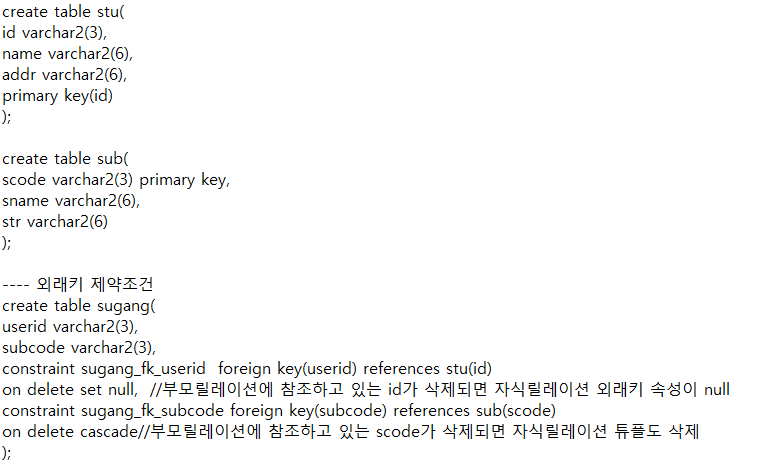 create table stu(
id varchar2(3),
name varchar2(6),
addr varchar2(6),
primary key(id)
);

create table sub(
scode varchar2(3) primary key,
sname varchar2(6),
str varchar2(6)
);

---- 외래키 제약조건
create table sugang(
userid varchar2(3),
subcode varchar2(3),
constraint sugang_fk_userid  foreign key(userid) references stu(id)
on delete set null,  //부모릴레이션에 참조하고 있는 id가 삭제되면 자식릴레이션 외래키 속성이 null
constraint sugang_fk_subcode foreign key(subcode) references sub(scode)
on delete cascade//부모릴레이션에 참조하고 있는 scode가 삭제되면 자식릴레이션 튜플도 삭제
);